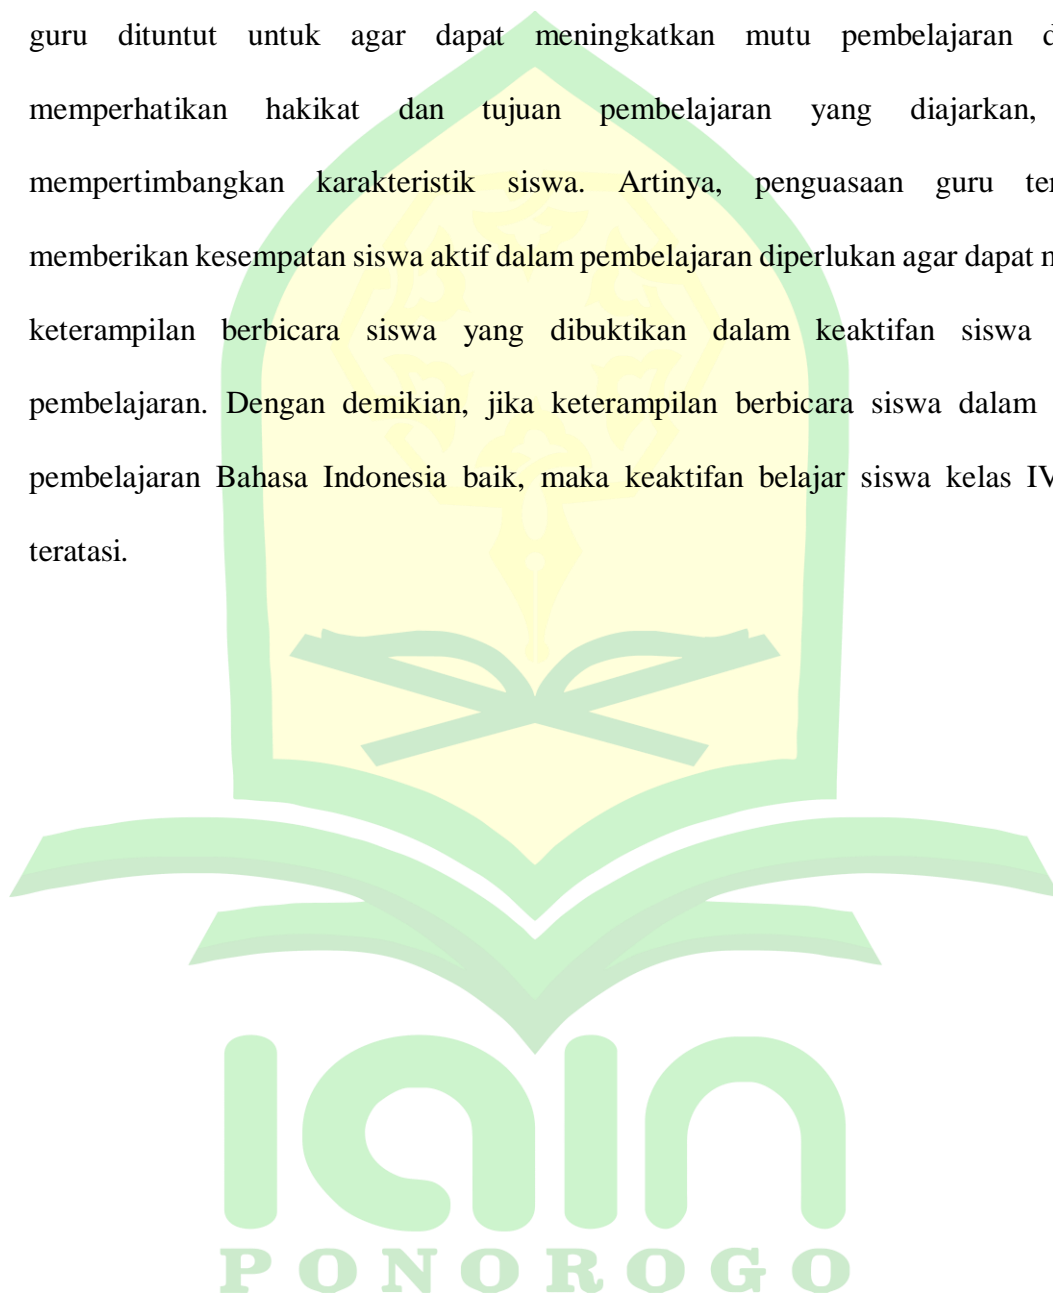 guru dituntut untuk agar dapat meningkatkan mutu pembelajaran
memperhatikan hakikat dan tujuan pembelajaran yang diajarkan,
mempertimbangkan karakteristik siswa. Artinya, penguasaan guru
memberikan kesempatan siswa aktif dalam pembelajaran diperlukan agar dapat
keterampilan berbicara siswa yang dibuktikan dalam keaktifan siswa
pembelajaran. Dengan demikian, jika keterampilan berbicara siswa dalam
pembelajaran Bahasa Indonesia baik, maka keaktifan belajar siswa kelas IV
teratasi.
iain
PONOROGO